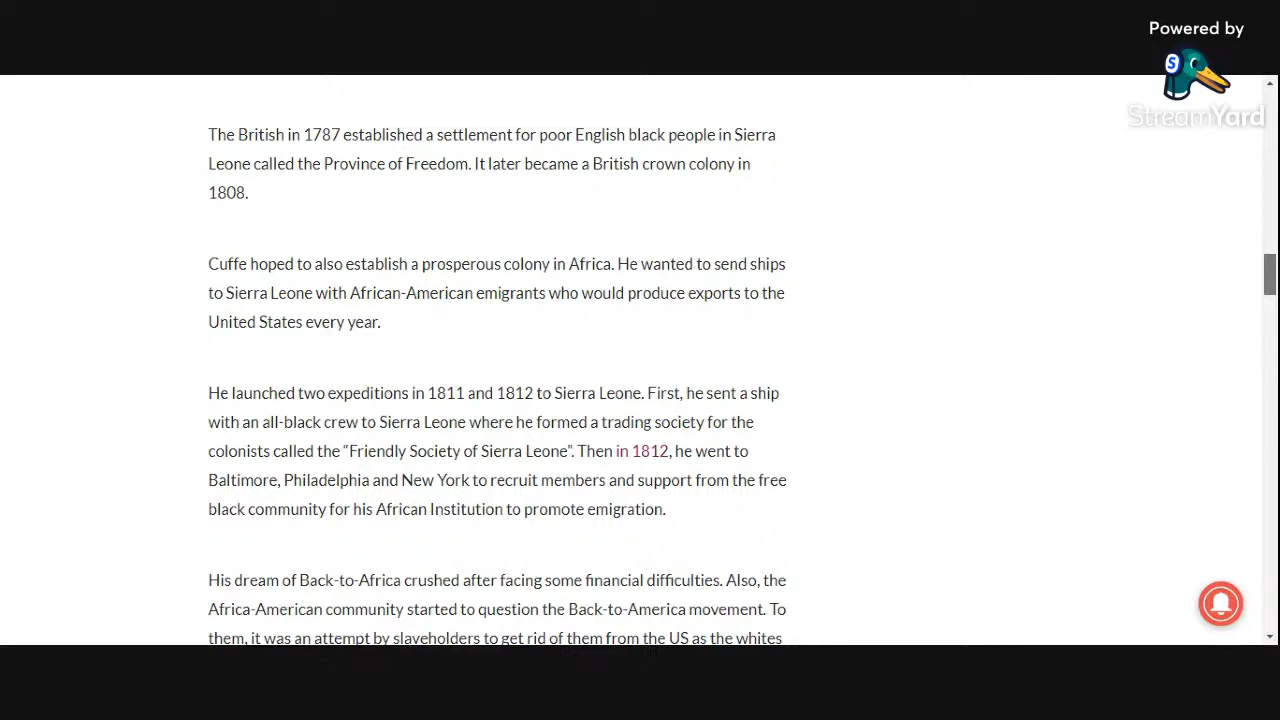 Powered by
S
StreamYard
The British in 1787 established a settlement for poor English black people in Sierra
Leone called the Province of Freedom. It later became a British crown colony in
1808.
Cuffe hoped to also establish a prosperous colony in Africa. He wanted to send ships
to Sierra Leone with African-American emigrants who would produce exports to the
United States every year.
He launched two expeditions in 1811 and 1812 to Sierra Leone. First, he sent a ship
with an all-black crew to Sierra Leone where he formed a trading society for the
colonists called the “Friendly Society of Sierra Leone”. Then in 1812, he went to
Baltimore, Philadelphia and New York to recruit members and support from the free
black community for his African Institution to promote emigration.
His dream of Back-to-Africa crushed after facing some financial difficulties. Also, the
Africa-American community started to question the Back-to-America movement. To
them, it was an attempt by slaveholders to get rid of them from the US as the whites